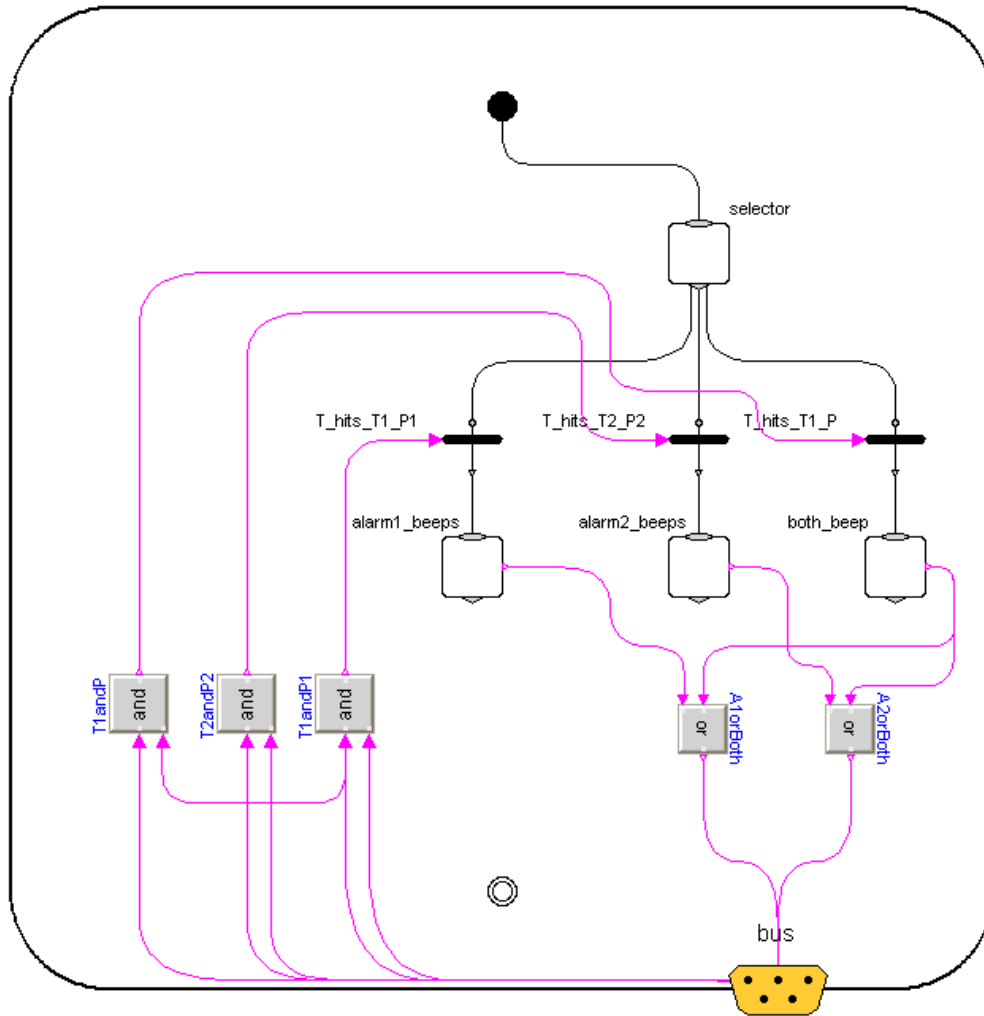 selector
T_hits_T1_P1
T_hits_T2_P2
T_hits_T1_P
alarm1_beeps
alarm2_beeps
both_beep
T1andP
and
T2andP2
and
T1andP1
and
or
A1orBoth
or
A2orBoth
bus